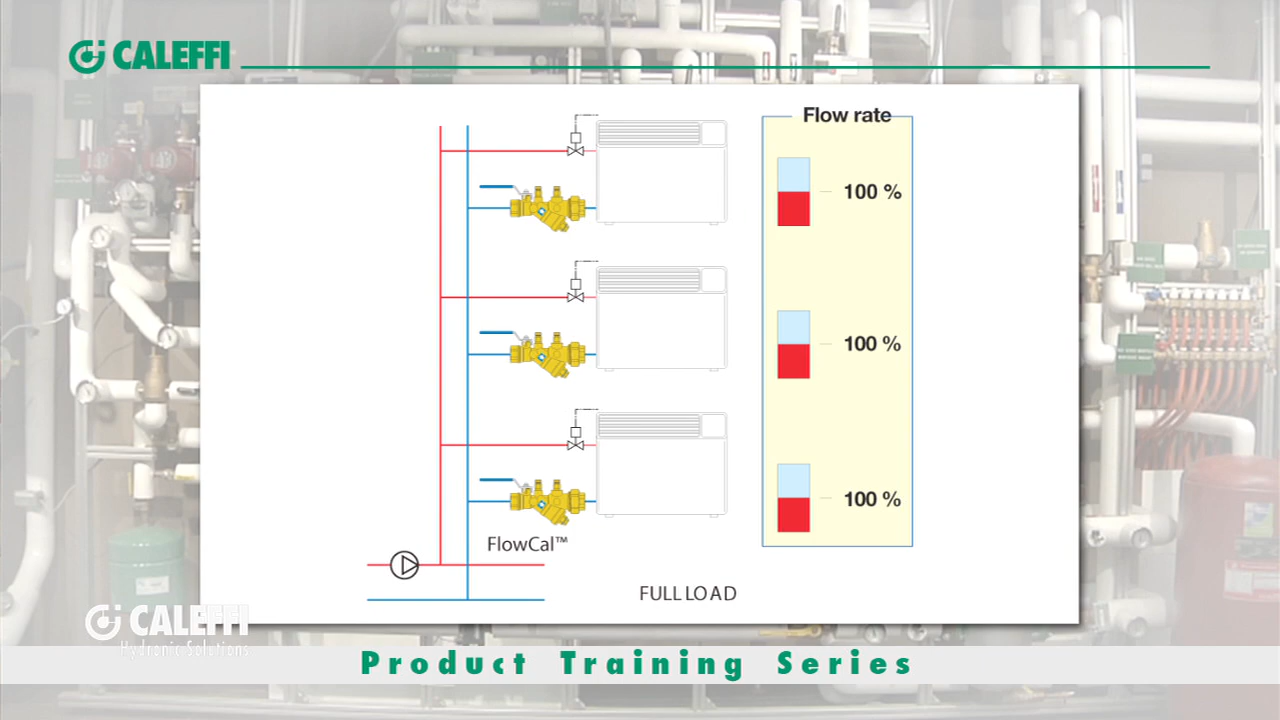 CALEFFI
Flow rate
100 %
100 %
100 %
FlowCal™
FULL LOAD
CALEFFI
Hydronic Solutions
Product Training Series